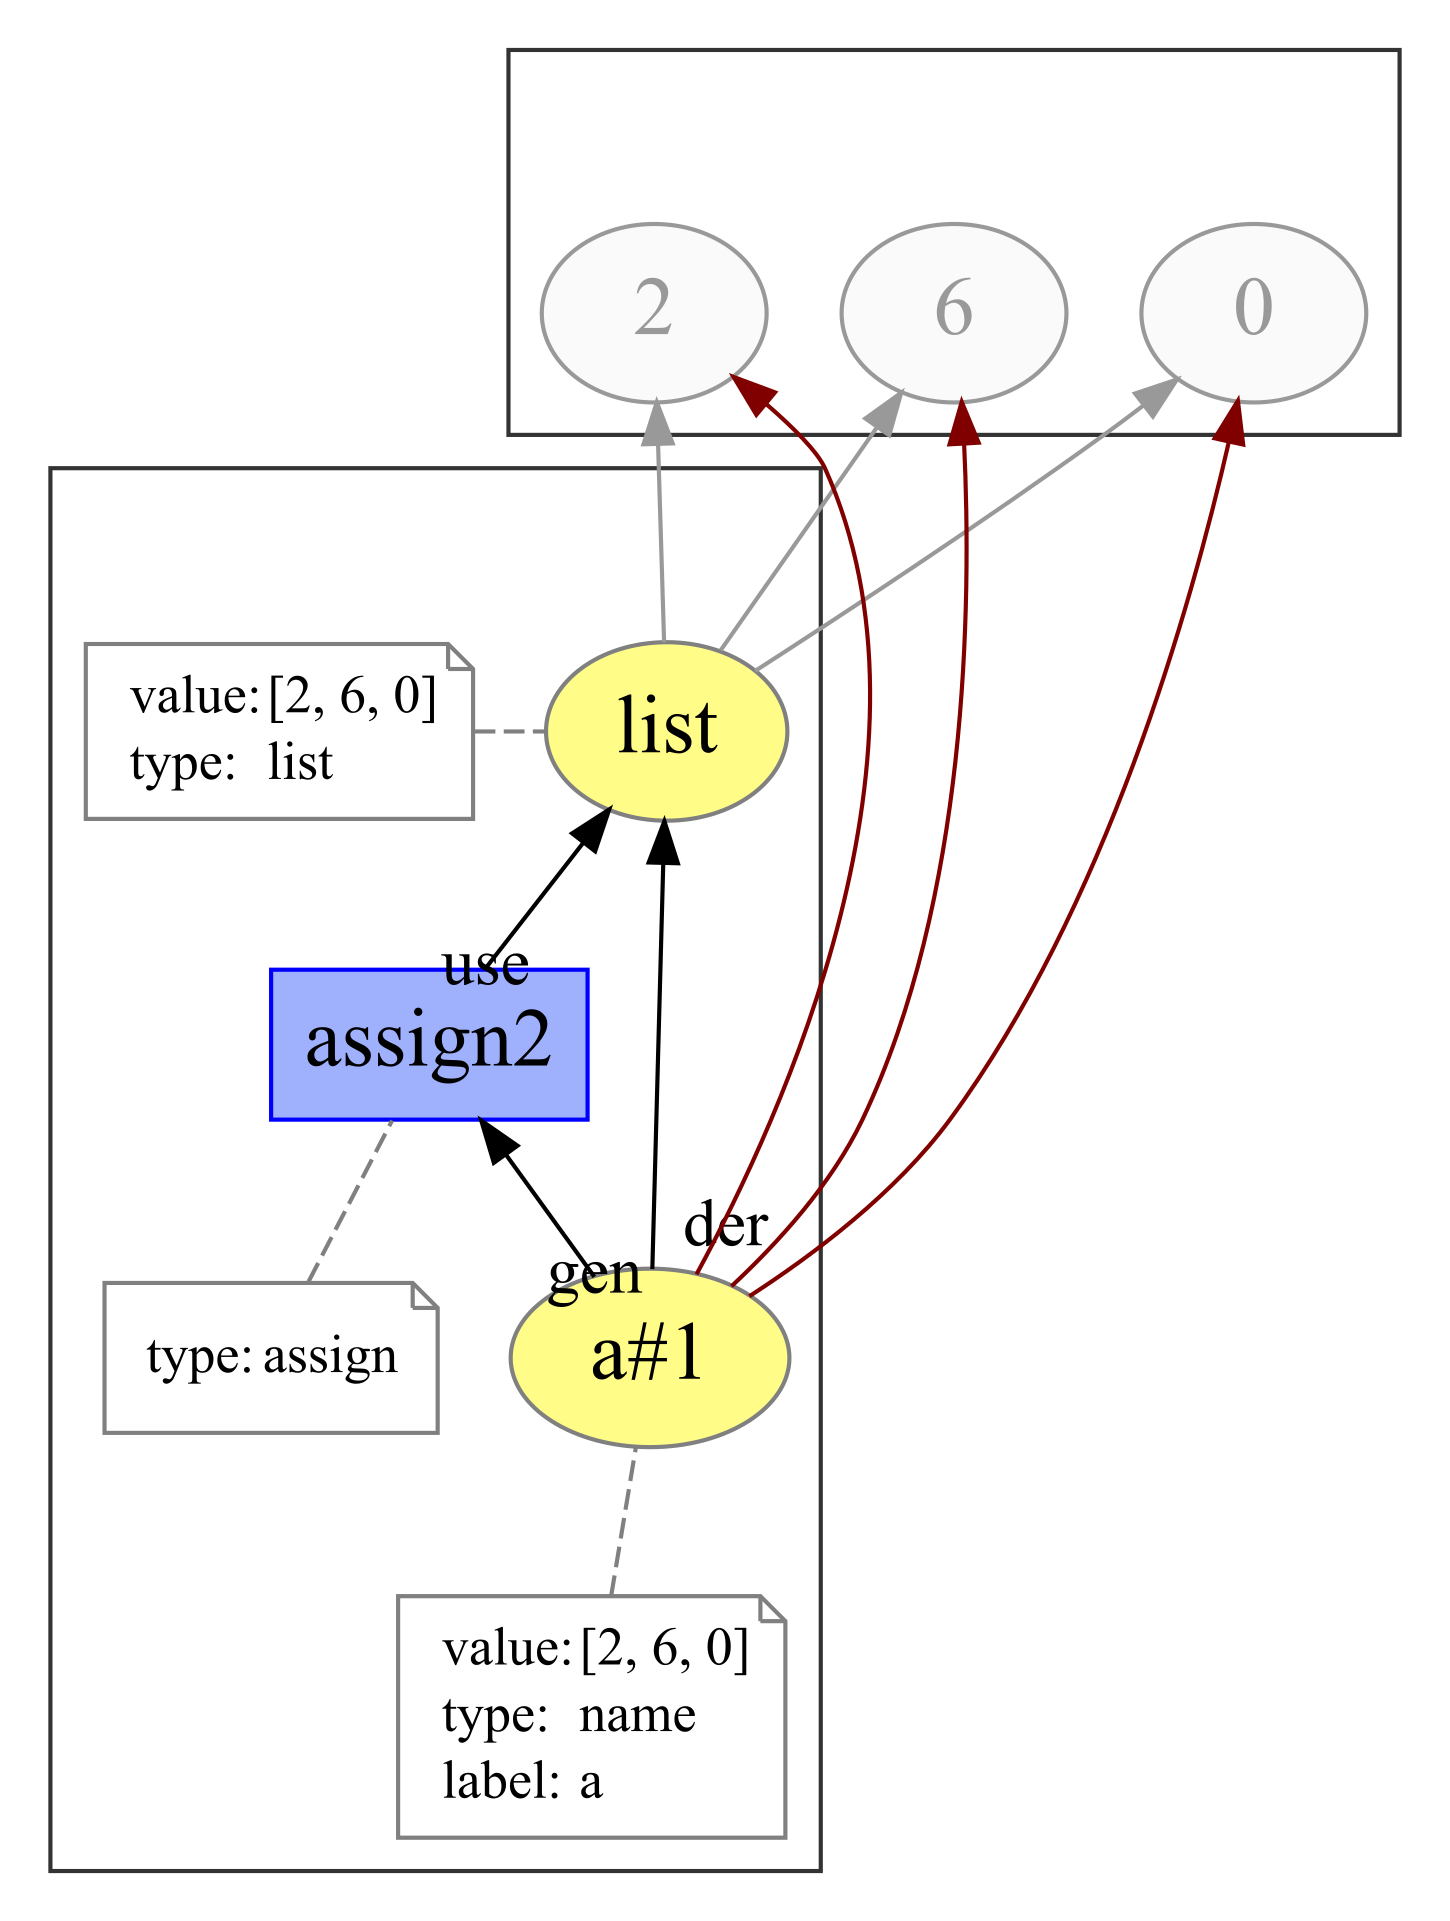 2 6 0
value: [2, 6, 0]
type: list
list
use
assign2
der
gen
a#1
type: assign
value: [2, 6, 0]
type: name
label: a